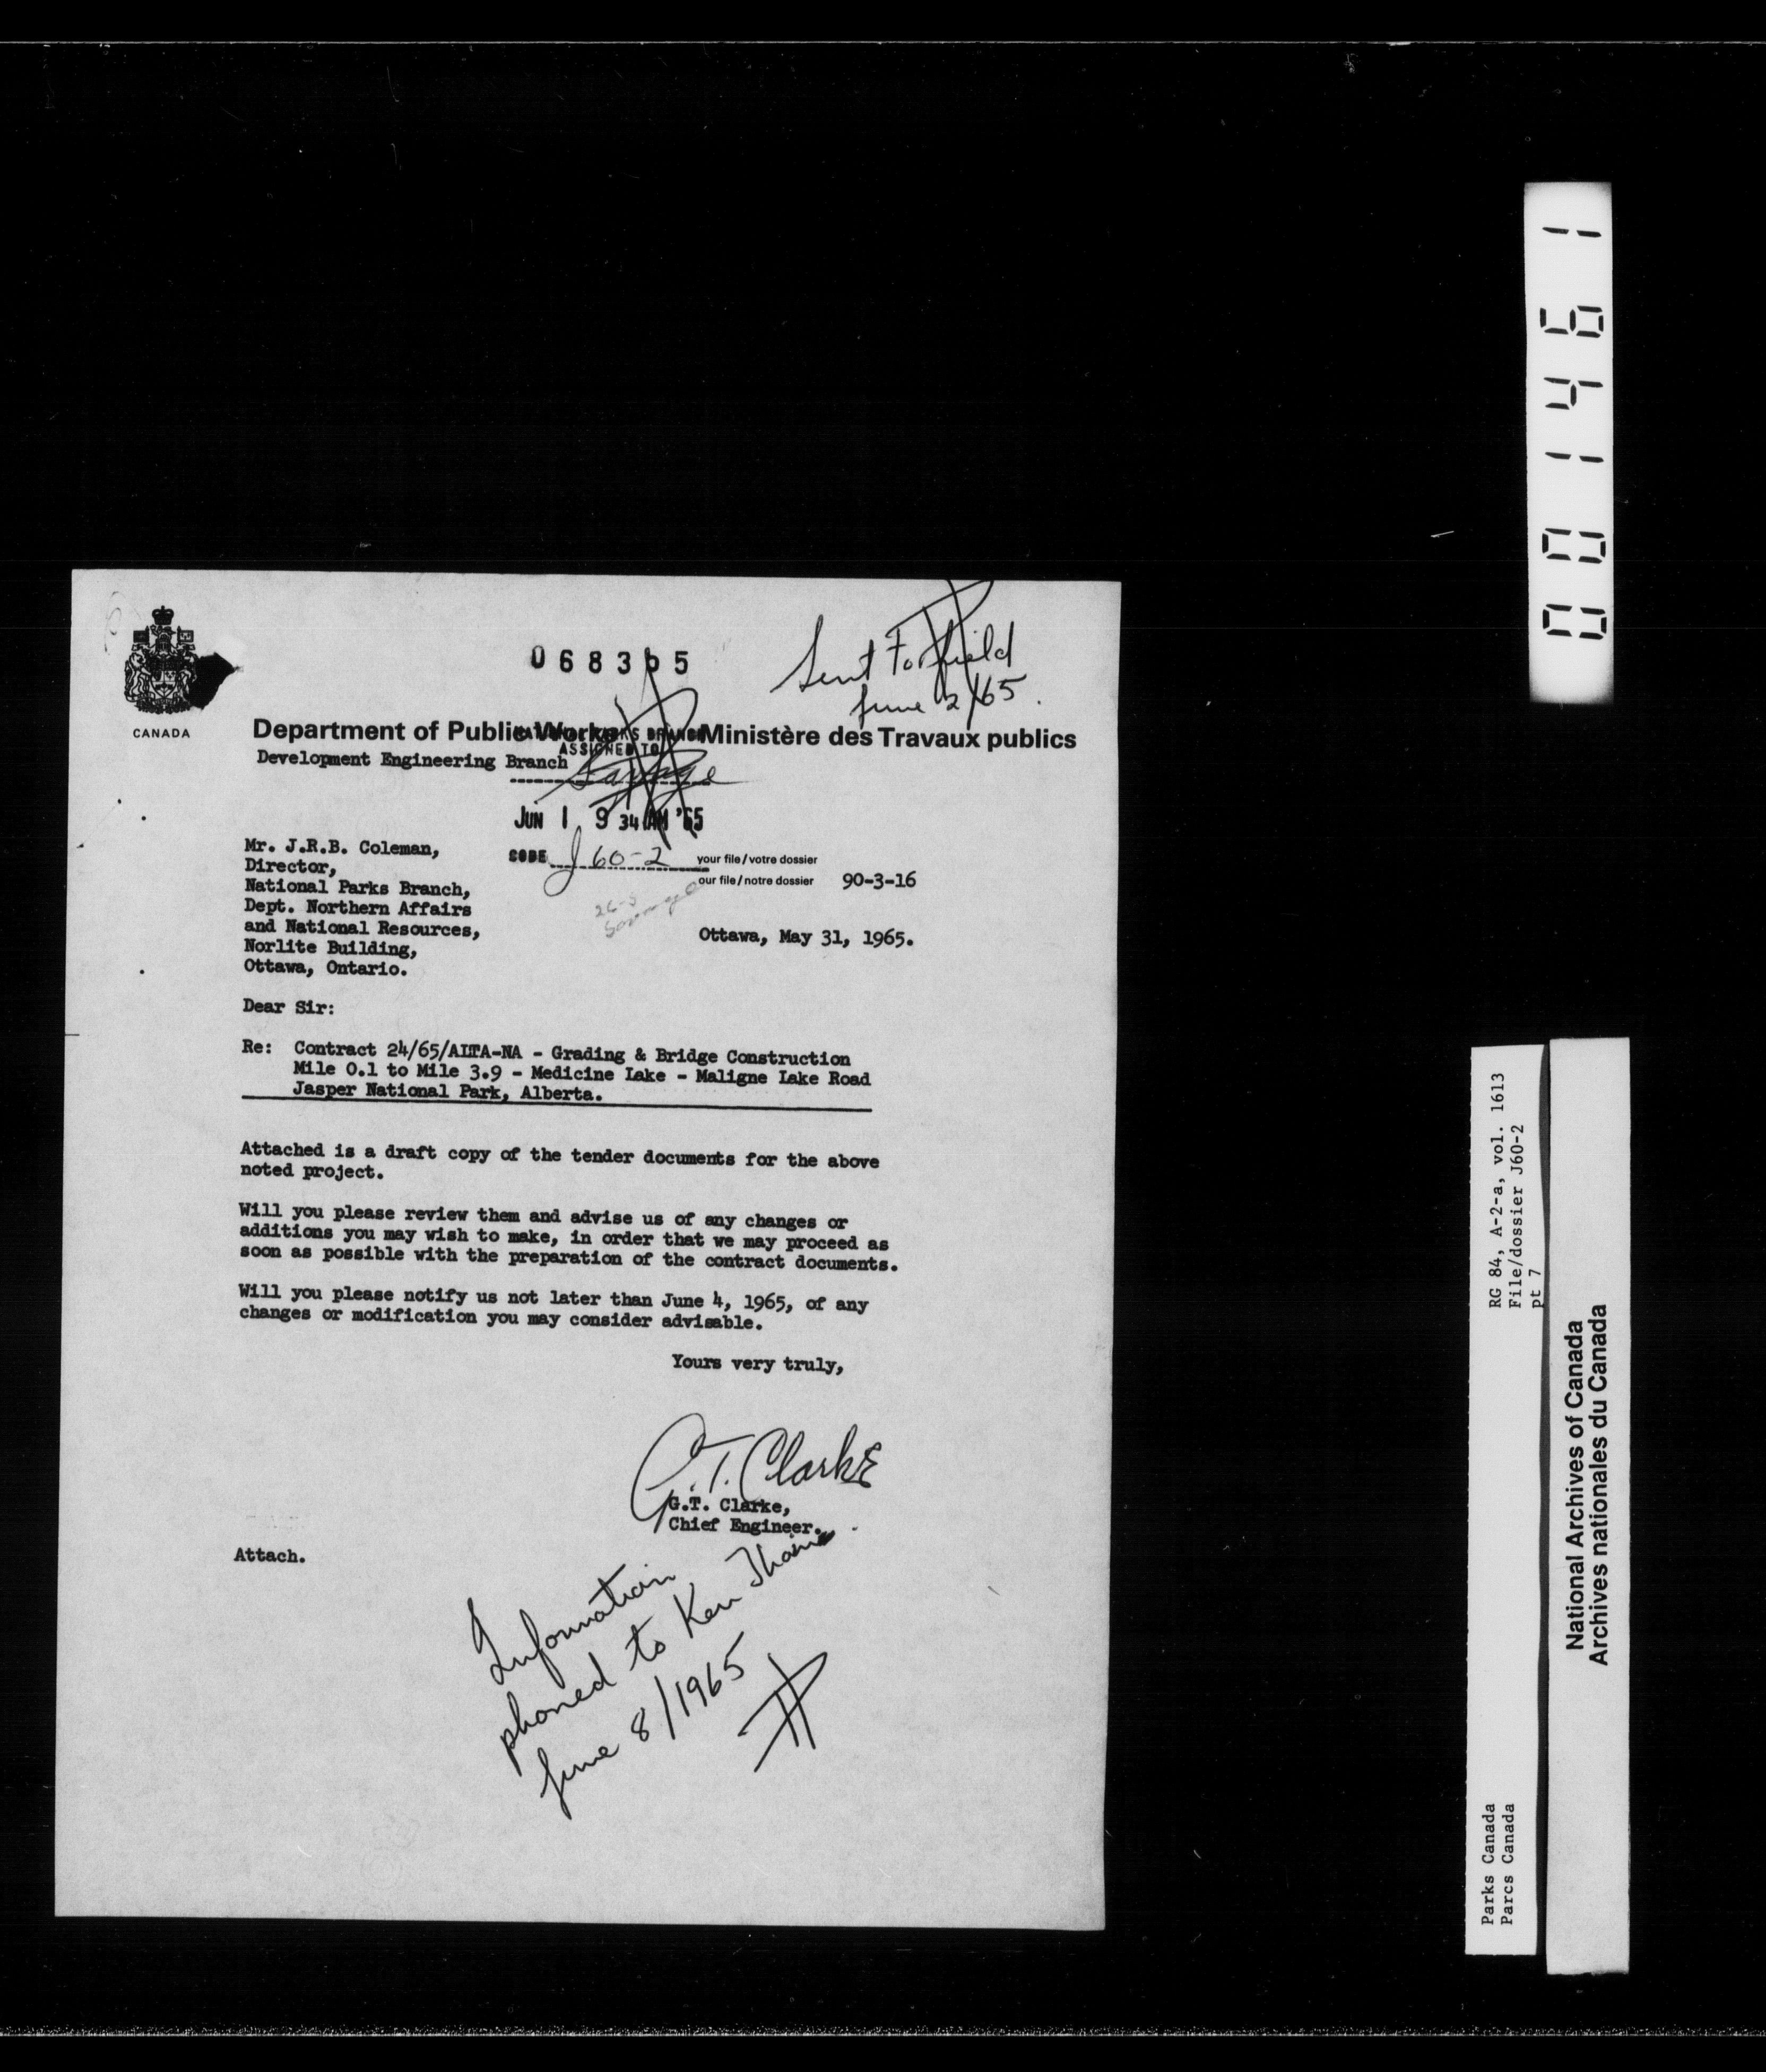 CANADA
068365
Sent to field
June 2/65.
Department of Public Works
Ministère des Travaux publics
Development Engineering Branch
ASSIGNED TO
Savage
JUN 1 9 34 AM '65
CODE J 60-2
your file/votre dossier
our file/notre dossier 90-3-16
Mr. J.R.B. Coleman,
Director,
National Parks Branch,
Dept. Northern Affairs
and National Resources,
Norlite Building,
Ottawa, Ontario.
26-5
Savage
Ottawa, May 31, 1965.
Dear Sir:
Re: Contract 24/65/ALTA-NA - Grading & Bridge Construction
Mile 0.1 to Mile 3.9 - Medicine Lake - Maligne Lake Road
Jasper National Park, Alberta.
Attached is a draft copy of the tender documents for the above
noted project.
Will you please review them and advise us of any changes or
additions you may wish to make, in order that we may proceed as
soon as possible with the preparation of the contract documents.
Will you please notify us not later than June 4, 1965, of any
changes or modification you may consider advisable.
Yours very truly,
G.T. Clarke
G.T. Clarke,
Chief Engineer.
Attach.
Information
phoned to Ken
June 8/1965
001461
RG 84, A-2-a, vol. 1613
File/dossier J60-2
pt 7
Parks Canada
Parcs Canada
National Archives of Canada
Archives nationales du Canada